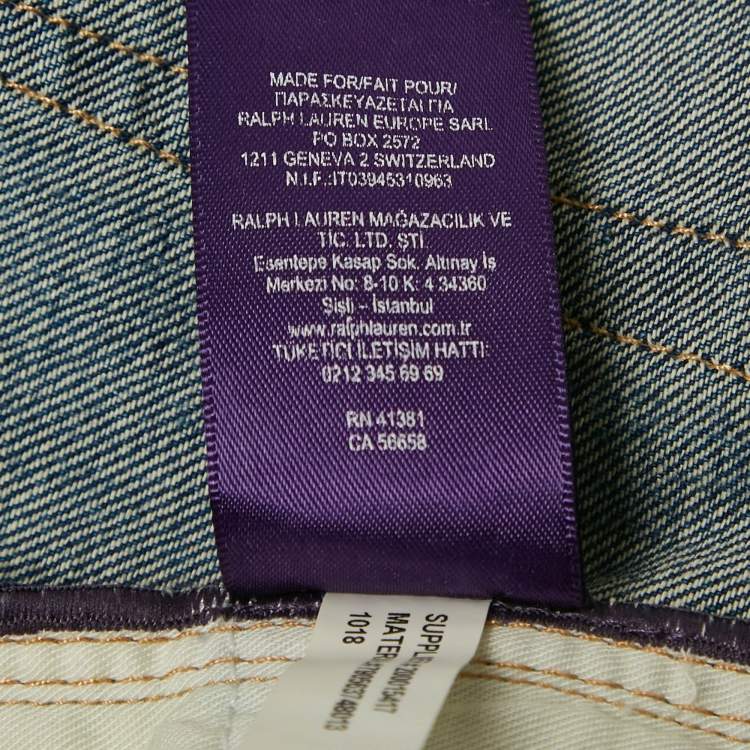 MADE FOR/FAIT POUR/
ΠΑΡΑΣΚΕΥΑΖΕΤΑΙ ΓΙΑ
RALPH LAUREN EUROPE SARL
PO BOX 2572
1211 GENEVA 2 SWITZERLAND
N.I.F.:IT03945310963
RALPH LAUREN MAĞAZACILIK VE
TİC. LTD. ŞTİ.
Esentepe Kasap Sok. Altınay İş
Merkezi No: 8-10 K: 4 34360
Şişli - İstanbul
www.ralphlauren.com.tr
TÜKETİCİ İLETİŞİM HATTI:
0212 345 69 69
RN 41381
CA 56658
1018